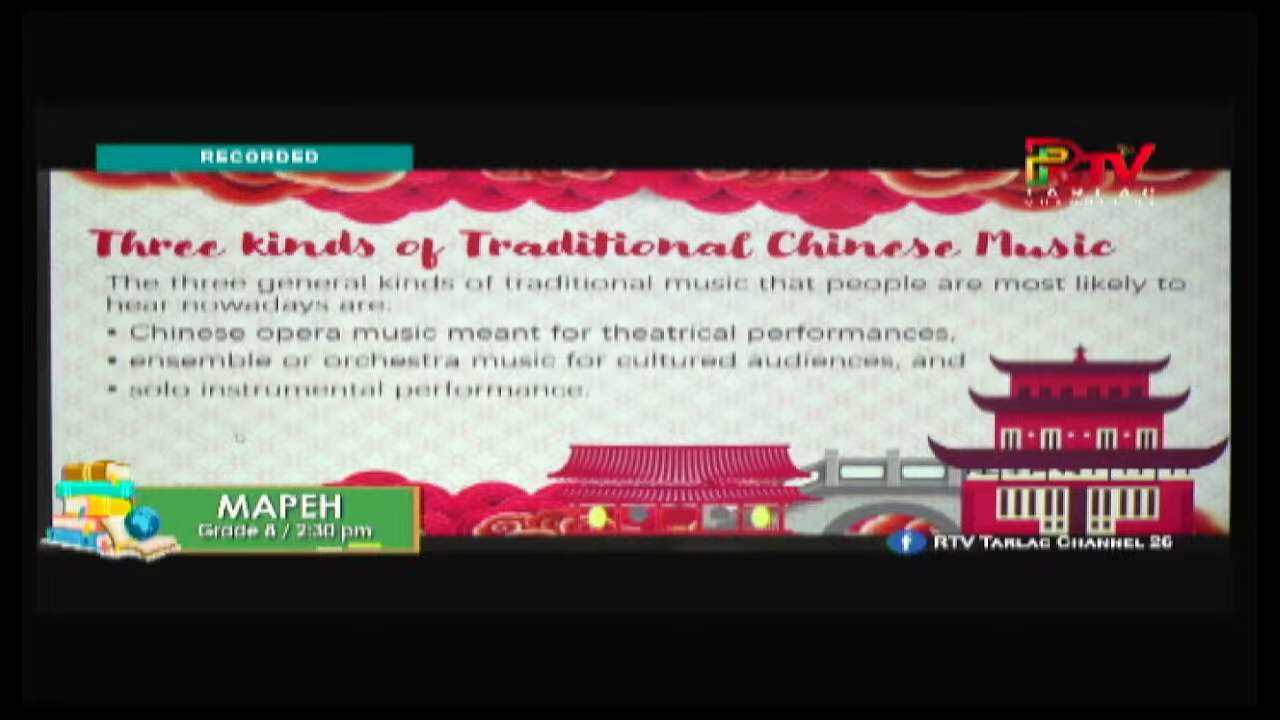 RECORDED
RTV
TARLAC
CHANNEL 26
Three kinds of Traditional Chinese Music
The three general kinds of traditional music that people are most likely to
hear nowadays are:
• Chinese opera music meant for theatrical performances,
• ensemble or orchestra music for cultured audiences, and
• solo instrumental performance.
MAPEH
Grade 8 / 2:30 pm
RTV TARLAC CHANNEL 26